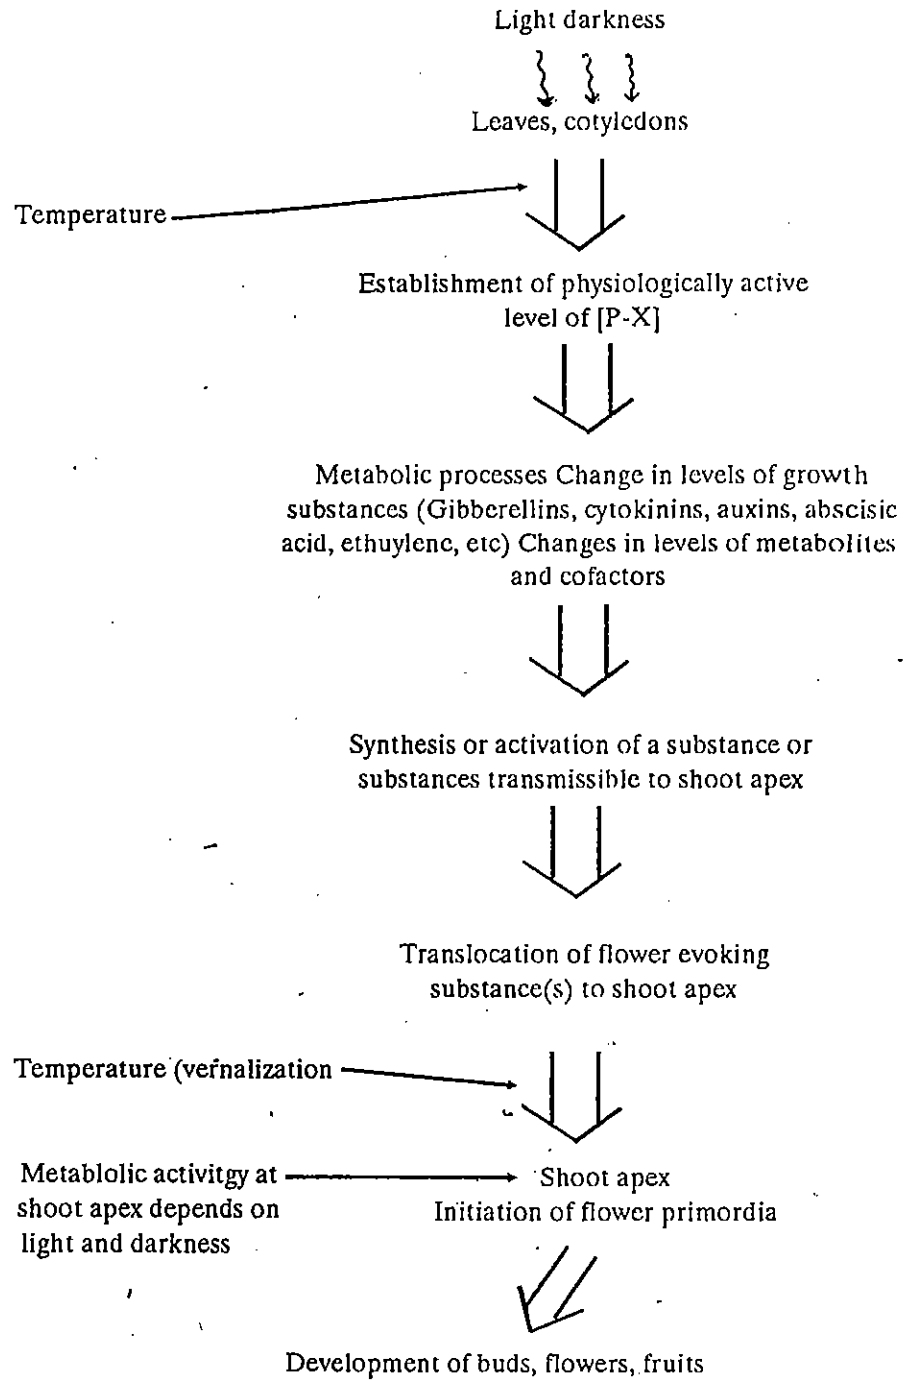 Light darkness
Leaves, cotyledons
Temperature
Establishment of physiologically active
level of [P-X]
Metabolic processes Change in levels of growth
substances (Gibberellins, cytokinins, auxins, abscisic
acid, ethuylene, etc) Changes in levels of metabolites
and cofactors
Synthesis or activation of a substance or
substances transmissible to shoot apex
Translocation of flower evoking
substance(s) to shoot apex
Temperature (vernalization
Metablolic activitgy at
shoot apex depends on
light and darkness
Shoot apex
Initiation of flower primordia
Development of buds, flowers, fruits